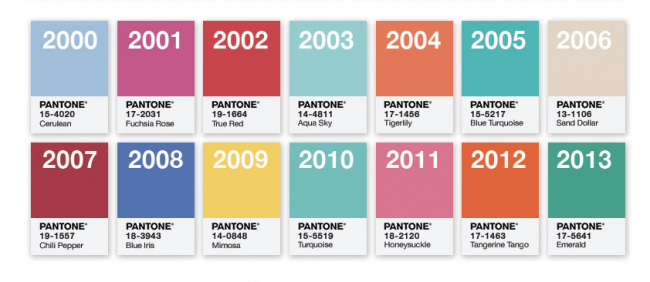 2000
PANTONE®
15-4020
Cerulean
2001
PANTONE®
17-2031
Fuchsia Rose
2002
PANTONE®
19-1664
True Red
2003
PANTONE®
14-4811
Aqua Sky
2004
PANTONE®
17-1456
Tigerlily
2005
PANTONE®
15-5217
Blue Turquoise
2006
PANTONE®
13-1106
Sand Dollar
2007
PANTONE®
19-1557
Chili Pepper
2008
PANTONE®
18-3943
Blue Iris
2009
PANTONE®
14-0848
Mimosa
2010
PANTONE®
15-5519
Turquoise
2011
PANTONE®
18-2120
Honeysuckle
2012
PANTONE®
17-1463
Tangerine Tango
2013
PANTONE®
17-5641
Emerald